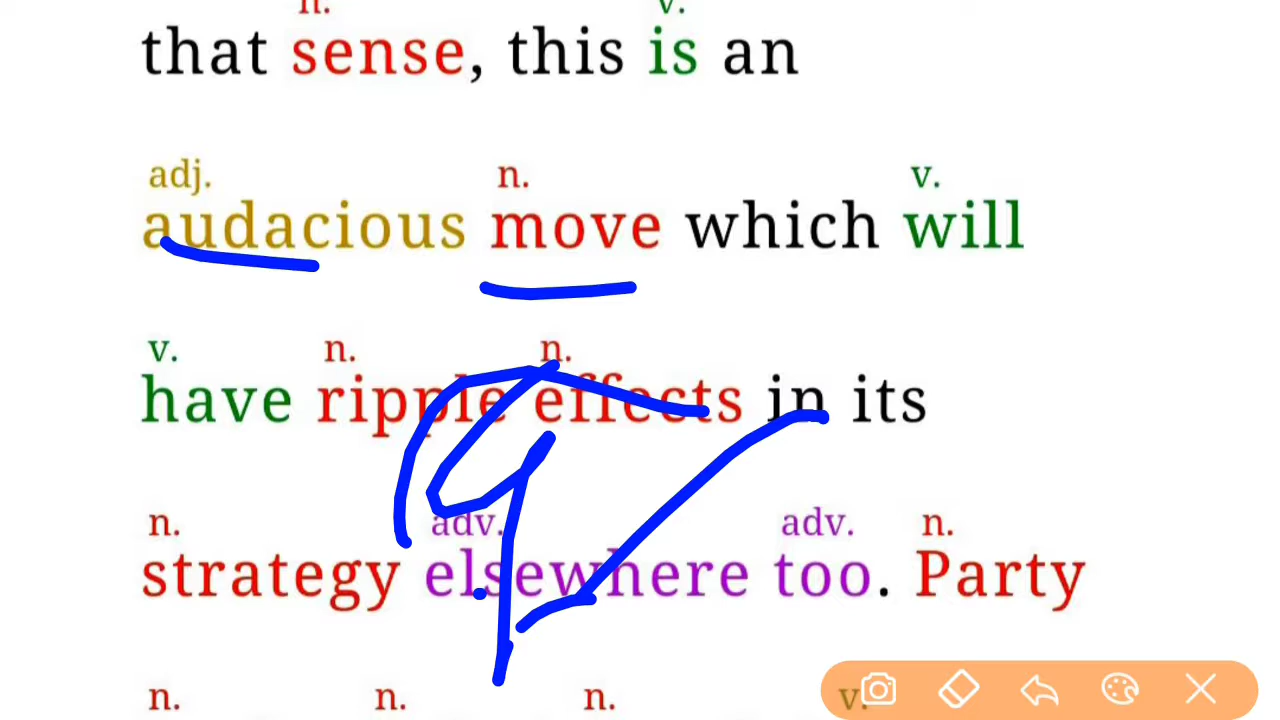 n. v.
that sense, this is an
adj. n. v.
audacious move which will
v. n. n.
have ripple effects in its
n. adv. adv. n.
strategy elsewhere too. Party
n. n. n. v.